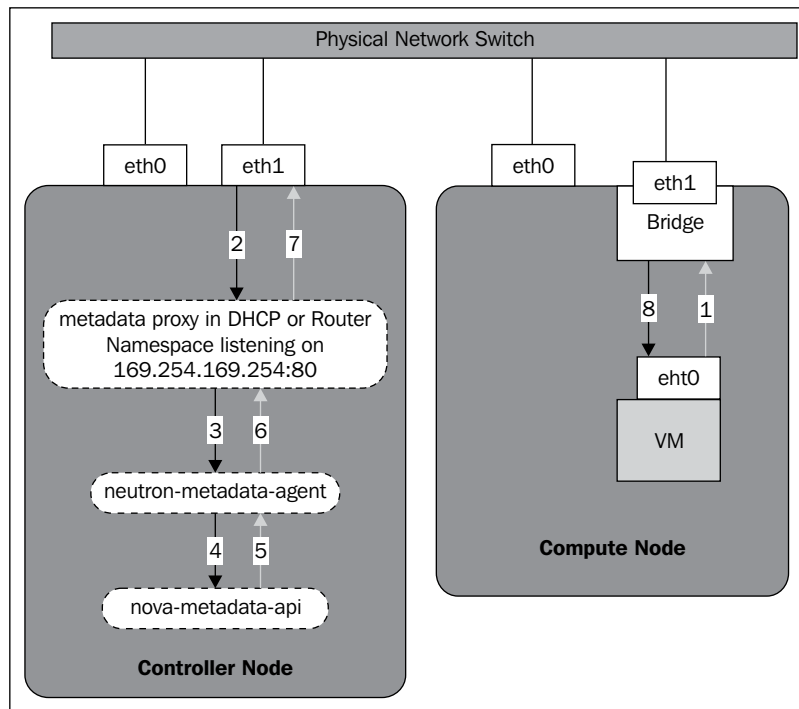 Physical Network Switch
eth0
eth1
eth0
eth1
Bridge
2
7
metadata proxy in DHCP or Router
Namespace listening on
169.254.169.254:80
8
1
eht0
VM
3
6
neutron-metadata-agent
4
5
nova-metadata-api
Compute Node
Controller Node